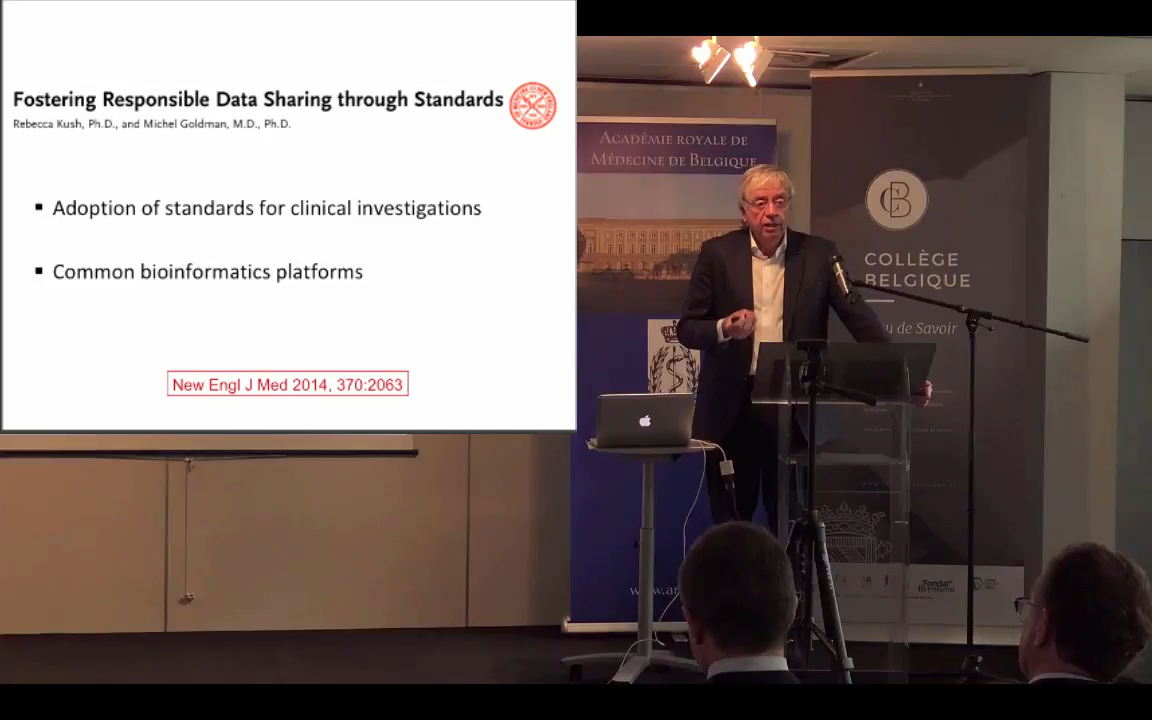 Fostering Responsible Data Sharing through Standards
Rebecca Kush, Ph.D., and Michel Goldman, M.D., Ph.D.
▪ Adoption of standards for clinical investigations
▪ Common bioinformatics platforms
New Engl J Med 2014, 370:2063
Académie royale de
Médecine de Belgique
CB
COLLÈGE
BELGIQUE
de Savoir